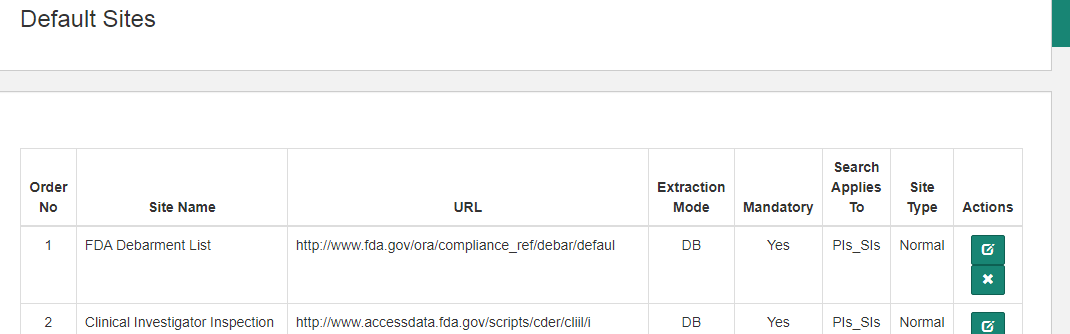 Default Sites
Order No Site Name URL Extraction Mode Mandatory Search Applies To Site Type Actions
1 FDA Debarment List http://www.fda.gov/ora/compliance_ref/debar/defaul DB Yes PIs_SIs Normal
2 Clinical Investigator Inspection http://www.accessdata.fda.gov/scripts/cder/cliil/i DB Yes PIs_SIs Normal